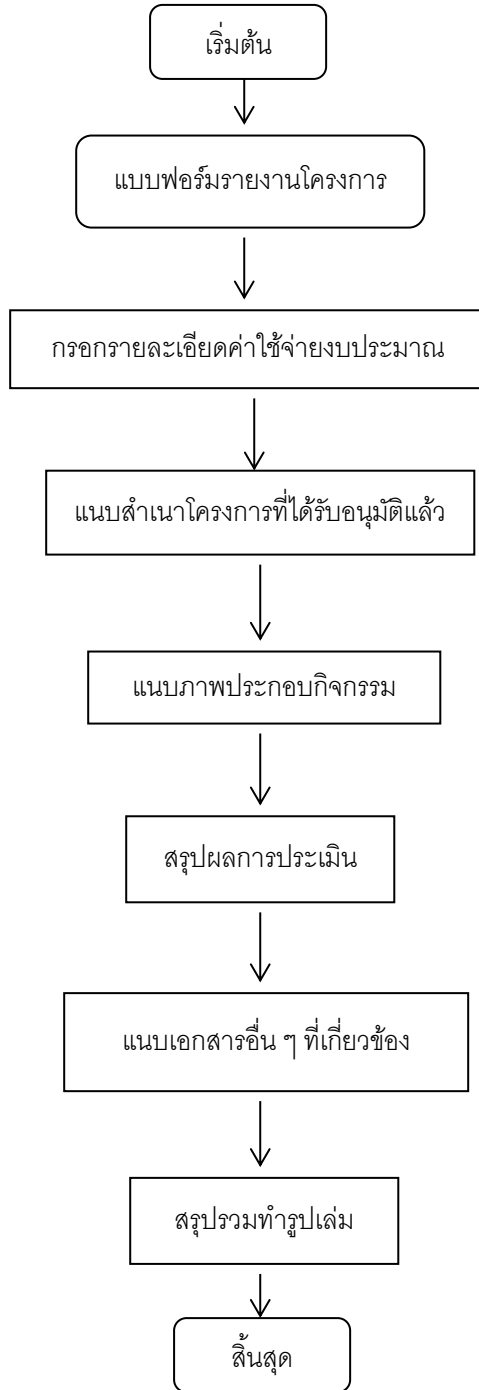 เริ่มต้น
แบบฟอร์มรายงานโครงการ
กรอกรายละเอียดค่าใช้จ่ายงบประมาณ
แนบสำเนาโครงการที่ได้รับอนุมัติแล้ว
แนบภาพประกอบกิจกรรม
สรุปผลการประเมิน
แนบเอกสารอื่น ๆ ที่เกี่ยวข้อง
สรุปรวมทำรูปเล่ม
สิ้นสุด